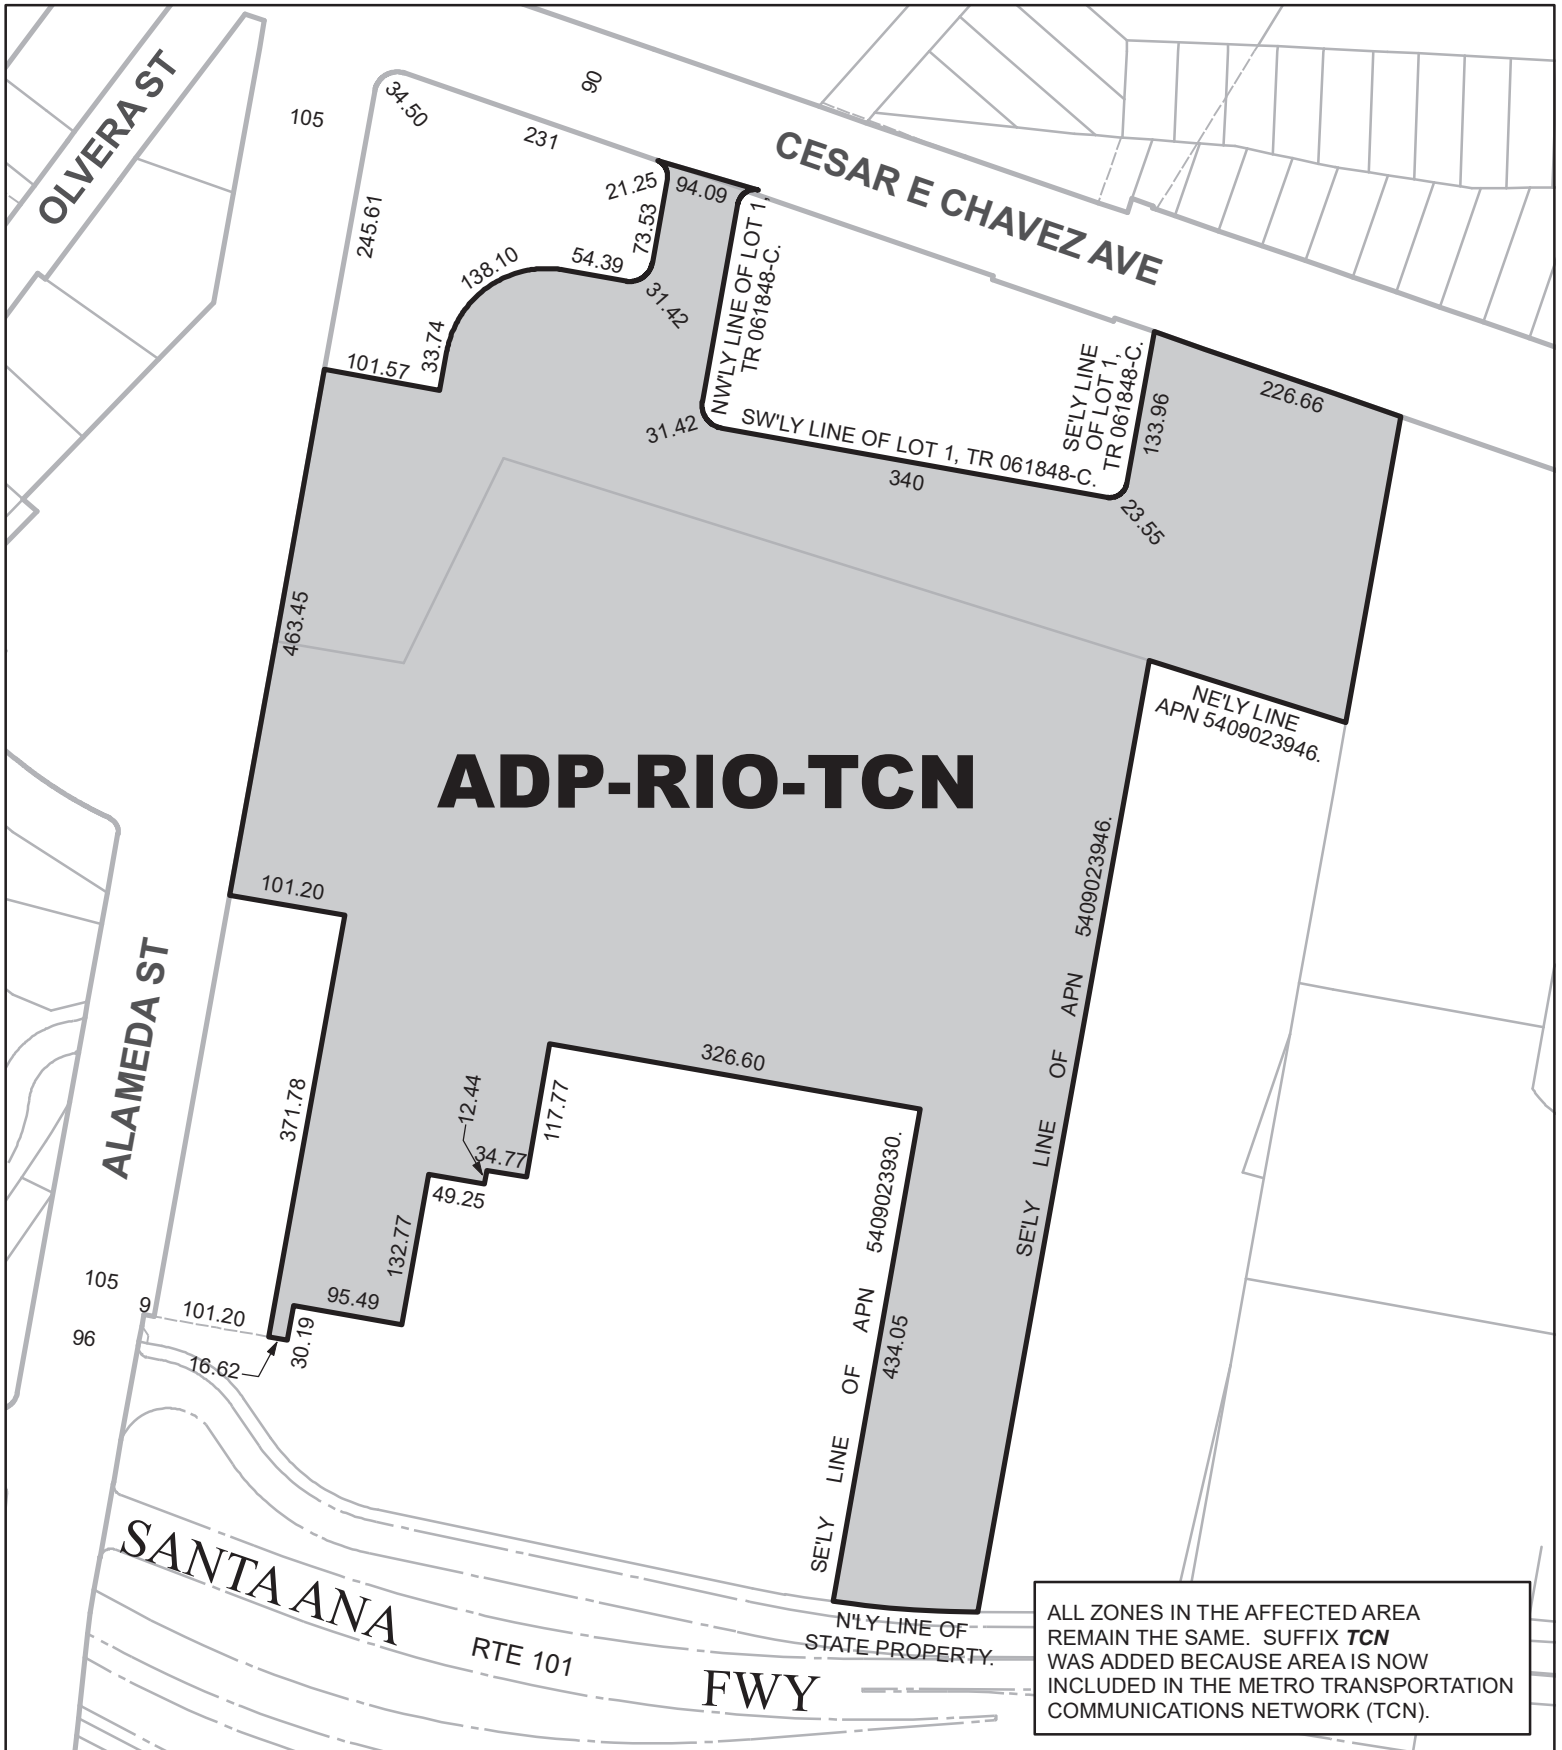 OLVERA ST
105
34.50
90
231
CESAR E CHAVEZ AVE
245.61
21.25
94.09
73.53
138.10
54.39
31.42
33.74
101.57
NW'LY LINE OF LOT 1,
TR 061848-C.
SE'LY LINE
OF LOT 1,
TR 061848-C.
133.96
226.66
31.42
SW'LY LINE OF LOT 1, TR 061848-C.
340
23.55
463.45
NE'LY LINE
APN 5409023946.
ADP-RIO-TCN
SE'LY LINE OF APN 5409023946.
101.20
ALAMEDA ST
371.78
326.60
12.44
117.77
34.77
49.25
132.77
SE'LY LINE OF APN 5409023930.
434.05
105
9
101.20
95.49
96
16.62
30.19
SANTA ANA
RTE 101
FWY
N'LY LINE OF
STATE PROPERTY.
ALL ZONES IN THE AFFECTED AREA
REMAIN THE SAME. SUFFIX TCN
WAS ADDED BECAUSE AREA IS NOW
INCLUDED IN THE METRO TRANSPORTATION
COMMUNICATIONS NETWORK (TCN).